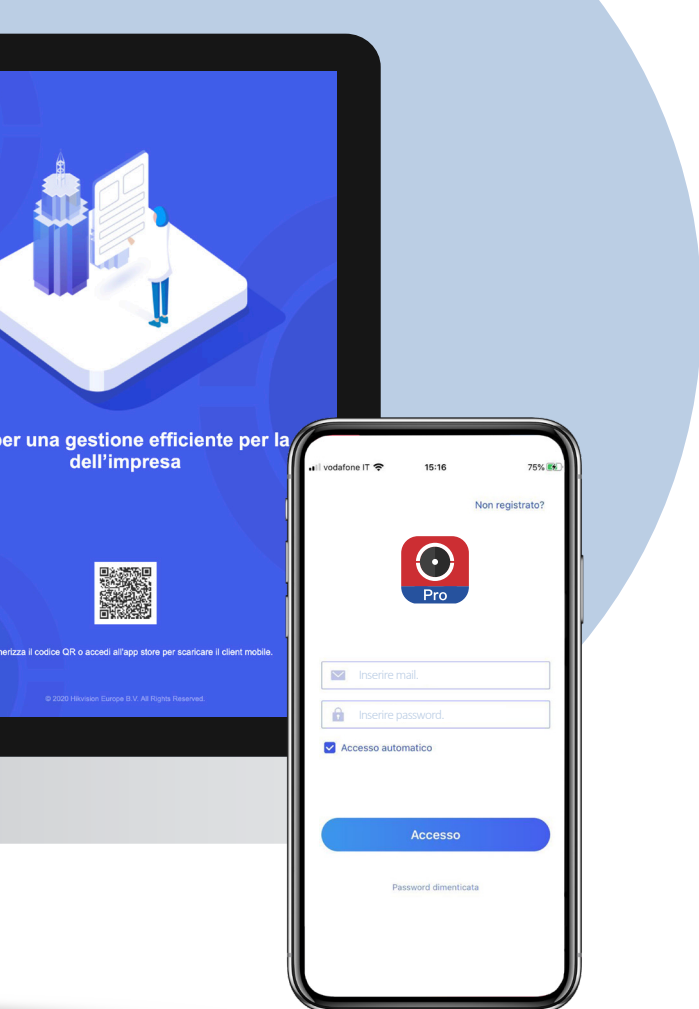 per una gestione efficiente per la
dell'impresa
nerizza il codice QR o accedi all'app store per scaricare il client mobile.
© 2020 Hikvision Europe B.V. All Rights Reserved.
vodafone IT
15:16
75%
Non registrato?
Pro
Inserire mail.
Inserire password.
Accesso automatico
Accesso
Password dimenticata